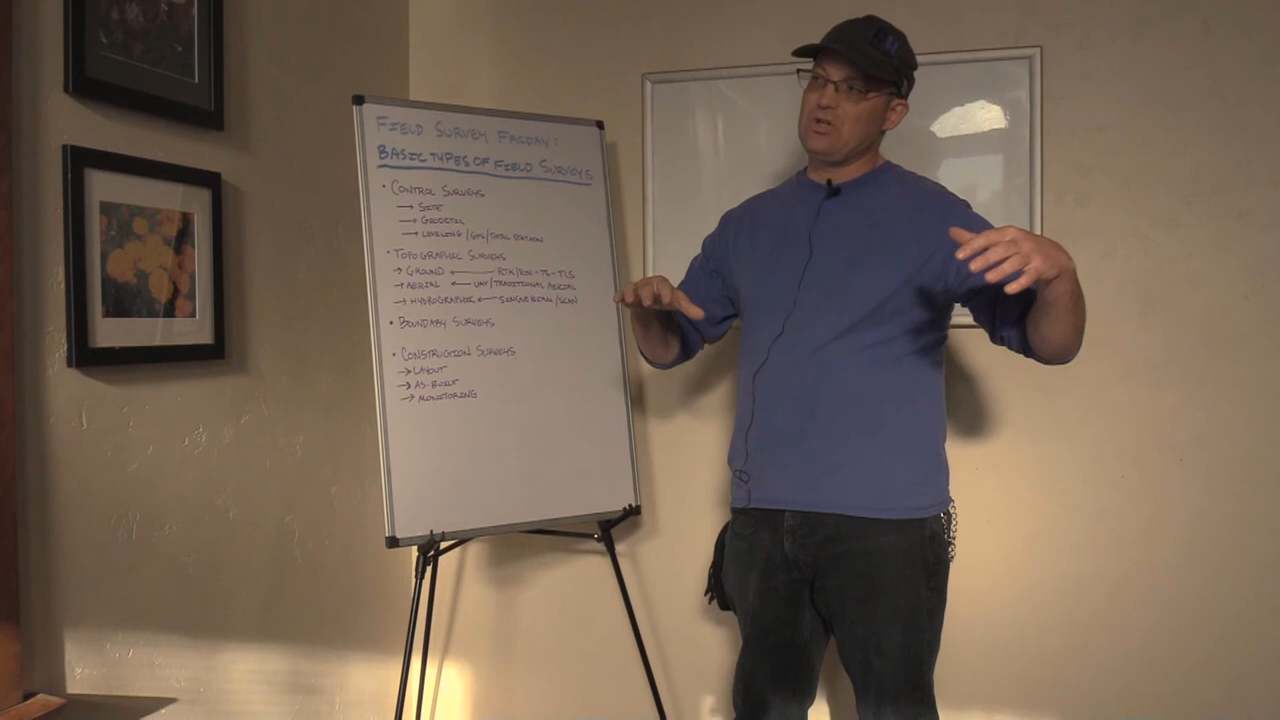 FIELD SURVEY FRIDAY:
BASIC TYPES OF FIELD SURVEYS
• CONTROL SURVEYS
→ SITE
→ GEODITIC
→ LEVELING/GPS/TOTAL STATION
• TOPOGRAPHIC SURVEYS
→ GROUND ← RTK/RTN-TS-TLS
→ AERIAL ← UAV/TRADITIONAL AERIAL
→ HYDROGRAPHIC ← SINGLE BEAM/SCAN
• BOUNDARY SURVEYS
• CONSTRUCTION SURVEYS
→ LAYOUT
→ AS-BUILT
→ MONITORING